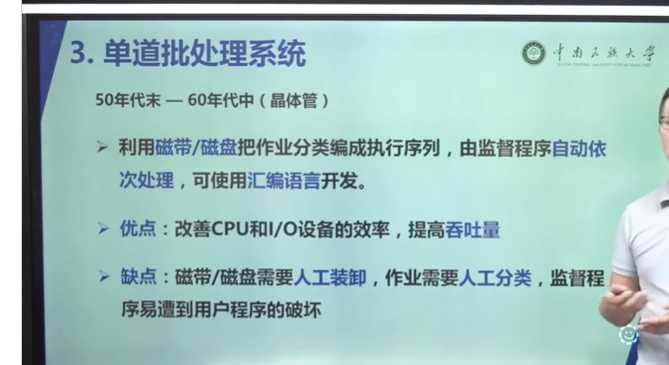 3. 单道批处理系统
中南民族大学
SOUTH-CENTRAL UNIVERSITY FOR NATIONALITIES
50年代末 — 60年代中（晶体管）
➢ 利用磁带/磁盘把作业分类编成执行序列，由监督程序自动依
次处理，可使用汇编语言开发。
➢ 优点：改善CPU和I/O设备的效率，提高吞吐量
➢ 缺点：磁带/磁盘需要人工装卸，作业需要人工分类，监督程
序易遭到用户程序的破坏